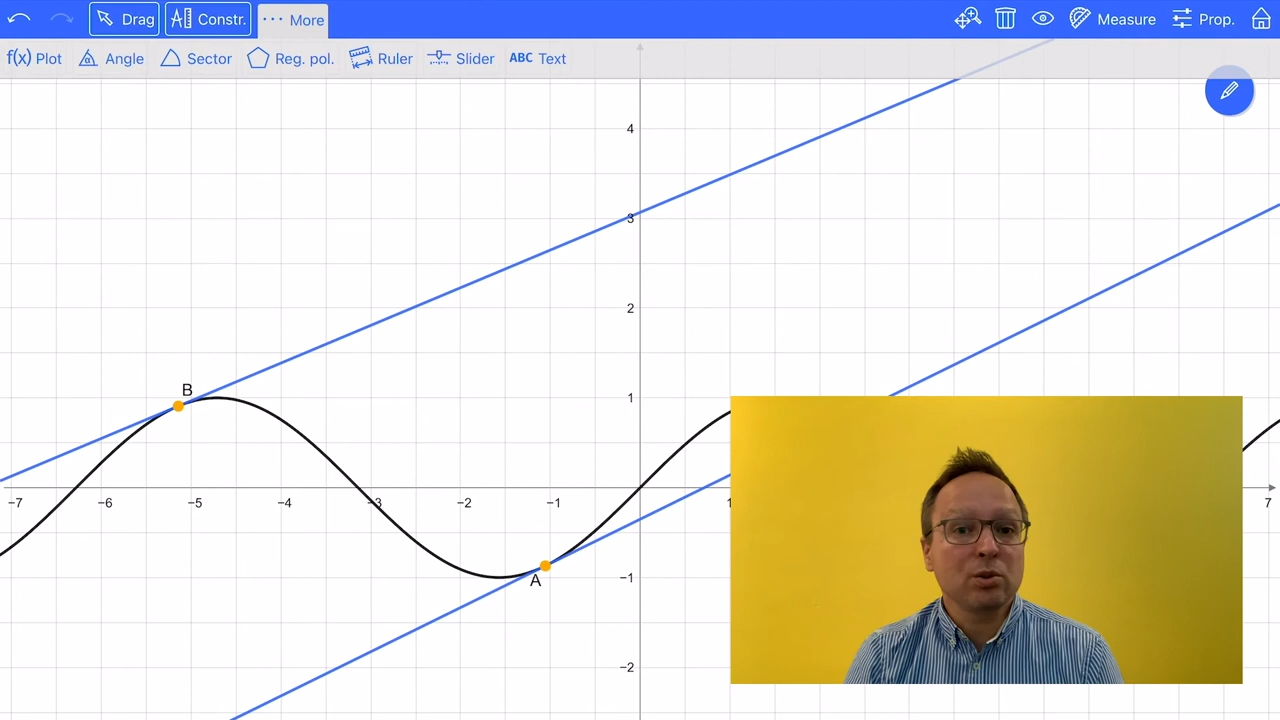 Drag Constr. ··· More Measure Prop.
f(x) Plot Angle Sector Reg. pol. Ruler Slider ABC Text
4
3
2
B
1
−7 −6 −5 −4 −3 −2 −1 1 7
A
−1
−2